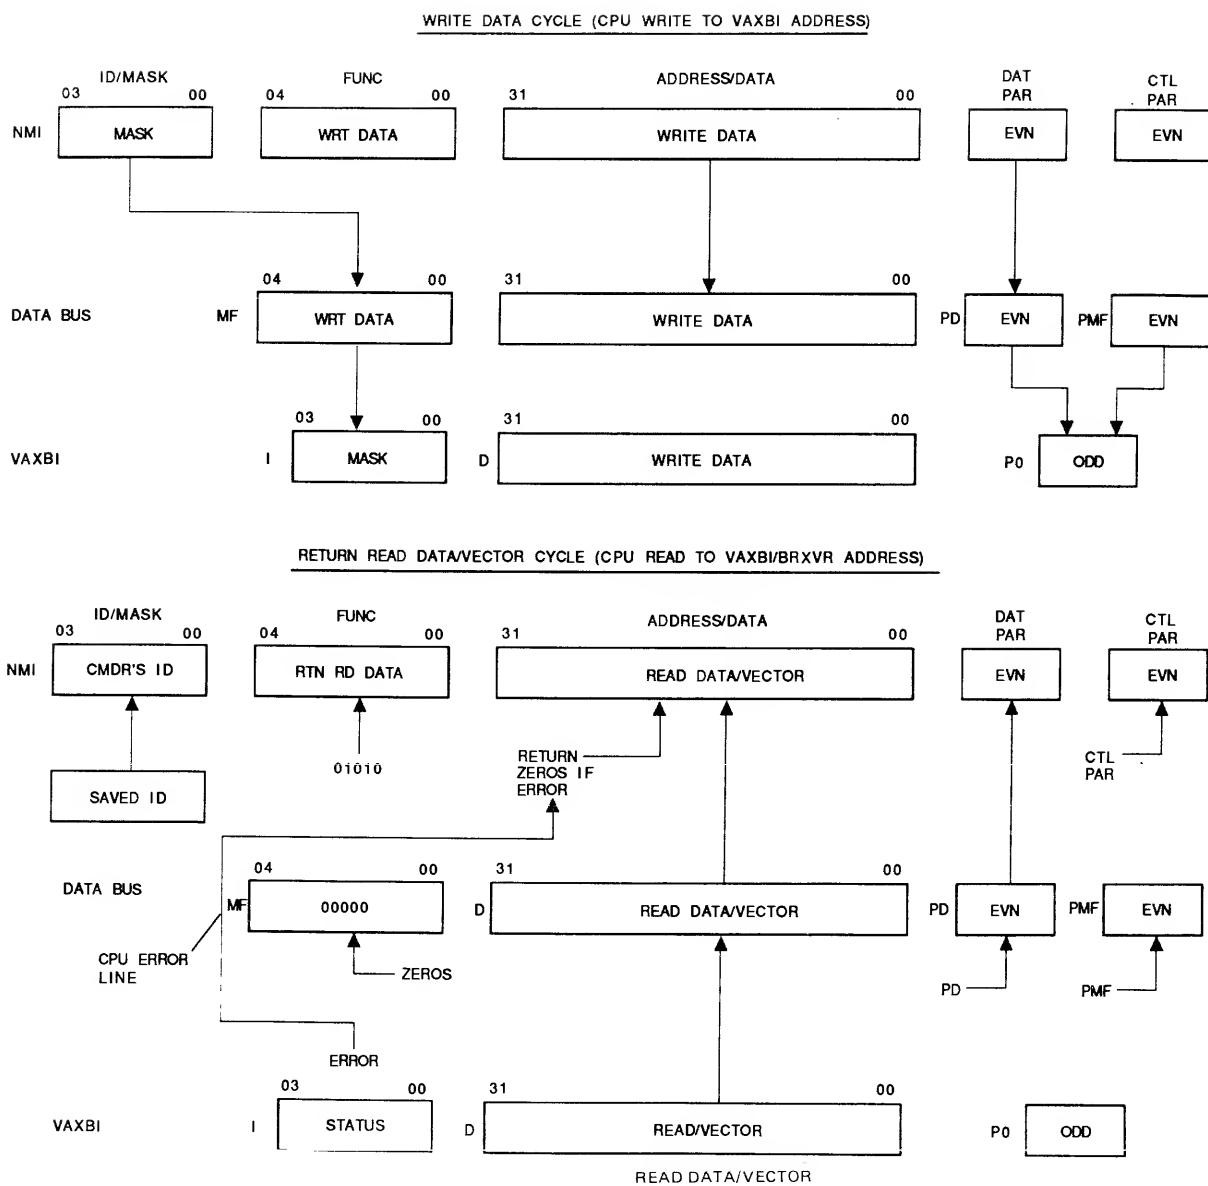 WRITE DATA CYCLE (CPU WRITE TO VAXBI ADDRESS)
ID/MASK FUNC ADDRESS/DATA DAT PAR CTL PAR
03 00 04 00 31 00
NMI MASK WRT DATA WRITE DATA EVN EVN
04 00 31 00
DATA BUS MF WRT DATA WRITE DATA PD EVN PMF EVN
03 00 31 00
VAXBI I MASK D WRITE DATA P0 ODD
RETURN READ DATA/VECTOR CYCLE (CPU READ TO VAXBI/BRXVR ADDRESS)
ID/MASK FUNC ADDRESS/DATA DAT PAR CTL PAR
03 00 04 00 31 00
NMI CMDR'S ID RTN RD DATA READ DATA/VECTOR EVN EVN
SAVED ID
01010
RETURN
ZEROS IF
ERROR
CTL
PAR
04 00 31 00
DATA BUS MF 00000 D READ DATA/VECTOR PD EVN PMF EVN
CPU ERROR
LINE
ZEROS
PD
PMF
ERROR
03 00 31 00
VAXBI I STATUS D READ/VECTOR P0 ODD
READ DATA/VECTOR